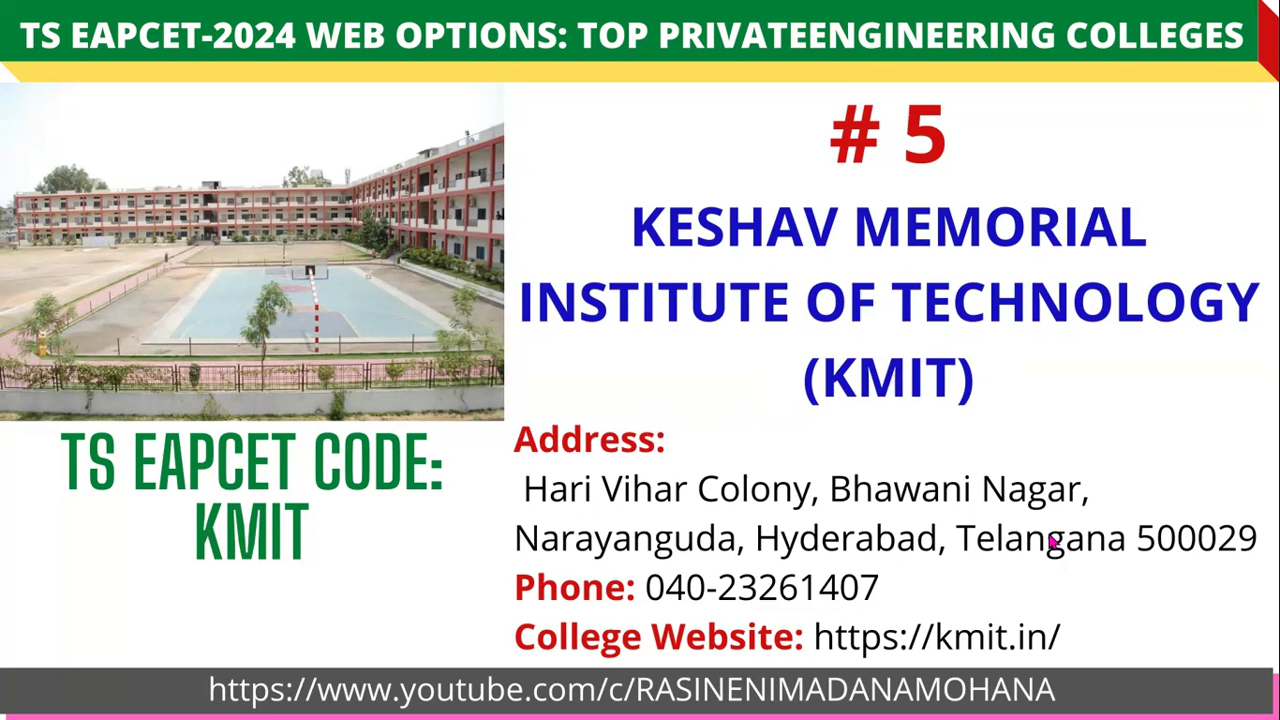 TS EAPCET-2024 WEB OPTIONS: TOP PRIVATEENGINEERING COLLEGES
# 5
KESHAV MEMORIAL
INSTITUTE OF TECHNOLOGY
(KMIT)
TS EAPCET CODE:
KMIT
Address:
Hari Vihar Colony, Bhawani Nagar,
Narayanguda, Hyderabad, Telangana 500029
Phone: 040-23261407
College Website: https://kmit.in/
https://www.youtube.com/c/RASINENIMADANAMOHANA